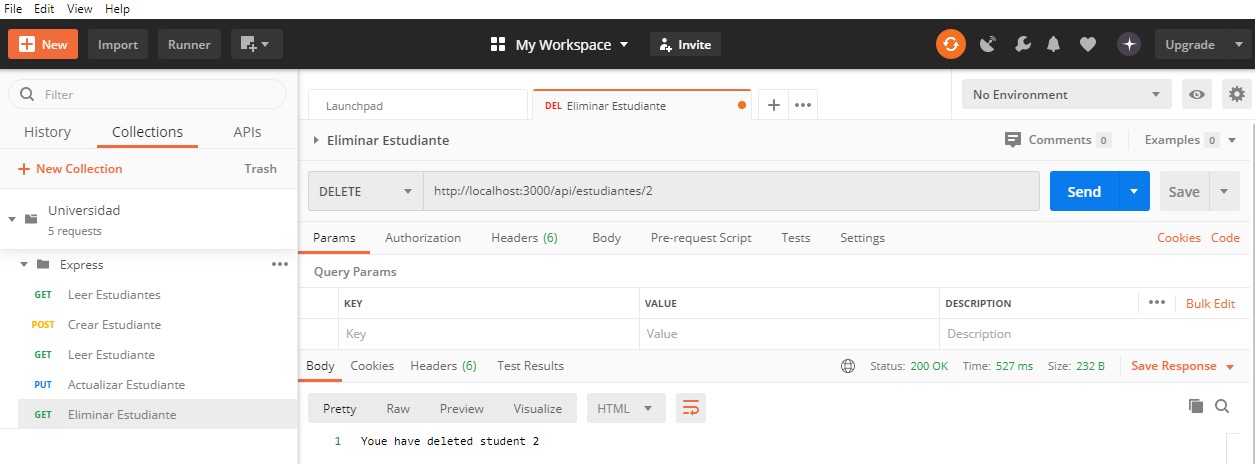 File Edit View Help
New Import Runner My Workspace Invite Upgrade
Filter
History Collections APIs
New Collection Trash
Universidad
5 requests
Express
GET Leer Estudiantes
POST Crear Estudiante
GET Leer Estudiante
PUT Actualizar Estudiante
GET Eliminar Estudiante
Launchpad DEL Eliminar Estudiante No Environment
Eliminar Estudiante Comments 0 Examples 0
DELETE http://localhost:3000/api/estudiantes/2 Send Save
Params Authorization Headers (6) Body Pre-request Script Tests Settings Cookies Code
Query Params
KEY VALUE DESCRIPTION Bulk Edit
Key Value Description
Body Cookies Headers (6) Test Results Status: 200 OK Time: 527 ms Size: 232 B Save Response
Pretty Raw Preview Visualize HTML
1 Youe have deleted student 2